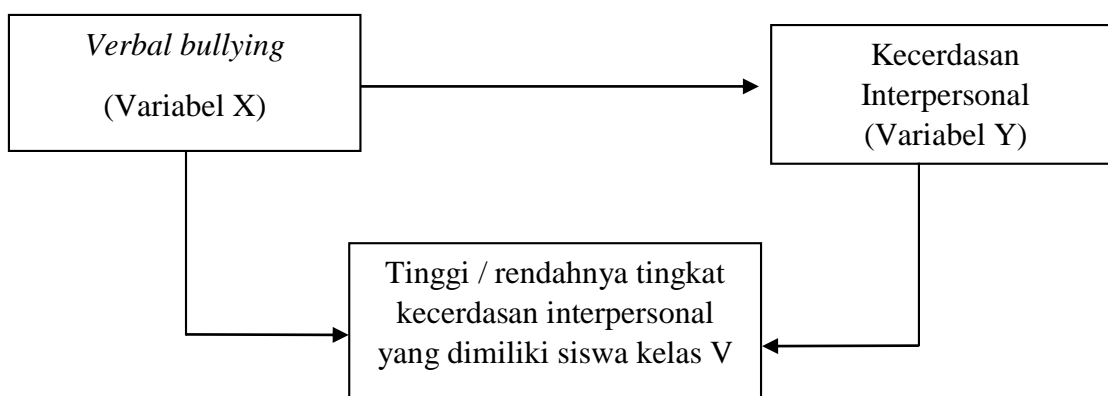 Verbal bullying
(Variabel X)
Kecerdasan
Interpersonal
(Variabel Y)
Tinggi / rendahnya tingkat
kecerdasan interpersonal
yang dimiliki siswa kelas V